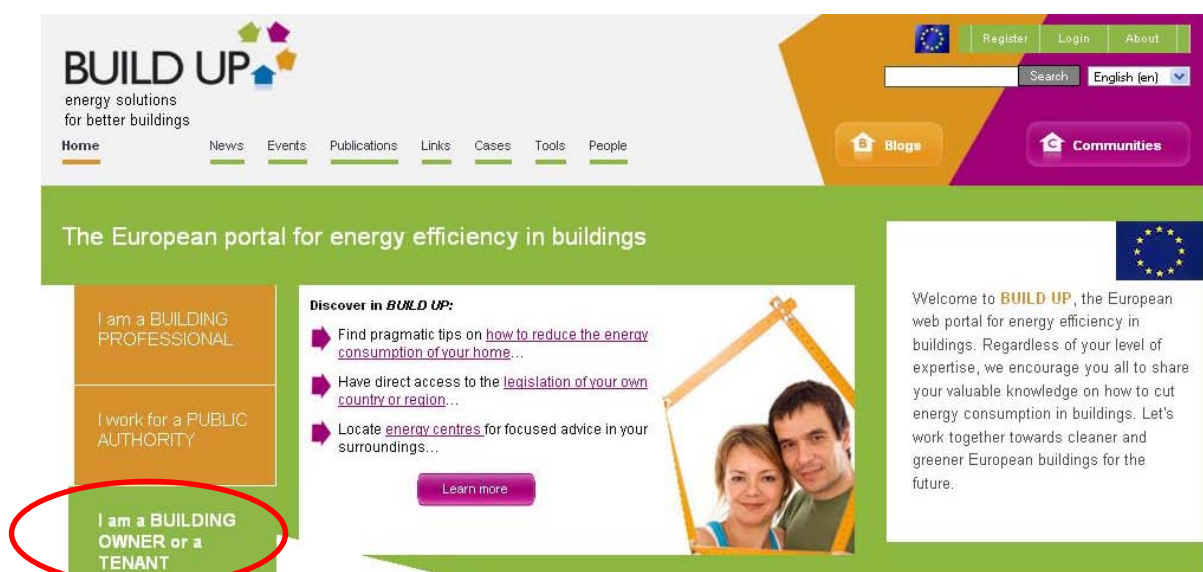 BUILD UP
energy solutions
for better buildings
Register Login About
Search English (en)
Home News Events Publications Links Cases Tools People
B Blogs
C Communities
The European portal for energy efficiency in buildings
I am a BUILDING
PROFESSIONAL
I work for a PUBLIC
AUTHORITY
I am a BUILDING
OWNER or a
TENANT
Discover in BUILD UP:
Find pragmatic tips on how to reduce the energy
consumption of your home...
Have direct access to the legislation of your own
country or region...
Locate energy centres for focused advice in your
surroundings...
Learn more
Welcome to BUILD UP, the European
web portal for energy efficiency in
buildings. Regardless of your level of
expertise, we encourage you all to share
your valuable knowledge on how to cut
energy consumption in buildings. Let's
work together towards cleaner and
greener European buildings for the
future.